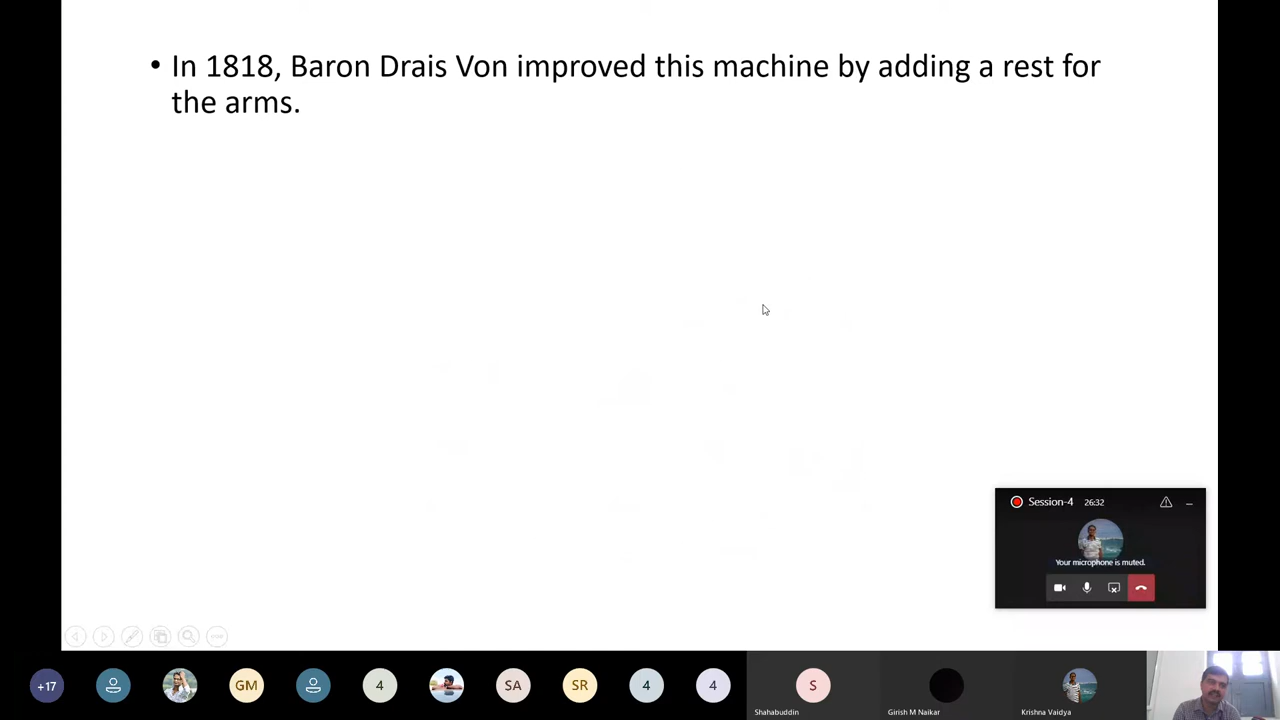 • In 1818, Baron Drais Von improved this machine by adding a rest for
the arms.
Session-4 26:32
Your microphone is muted.
+17 GM 4 SA SR 4 4 S
Shahabuddin Girish M Naikar Krishna Vaidya